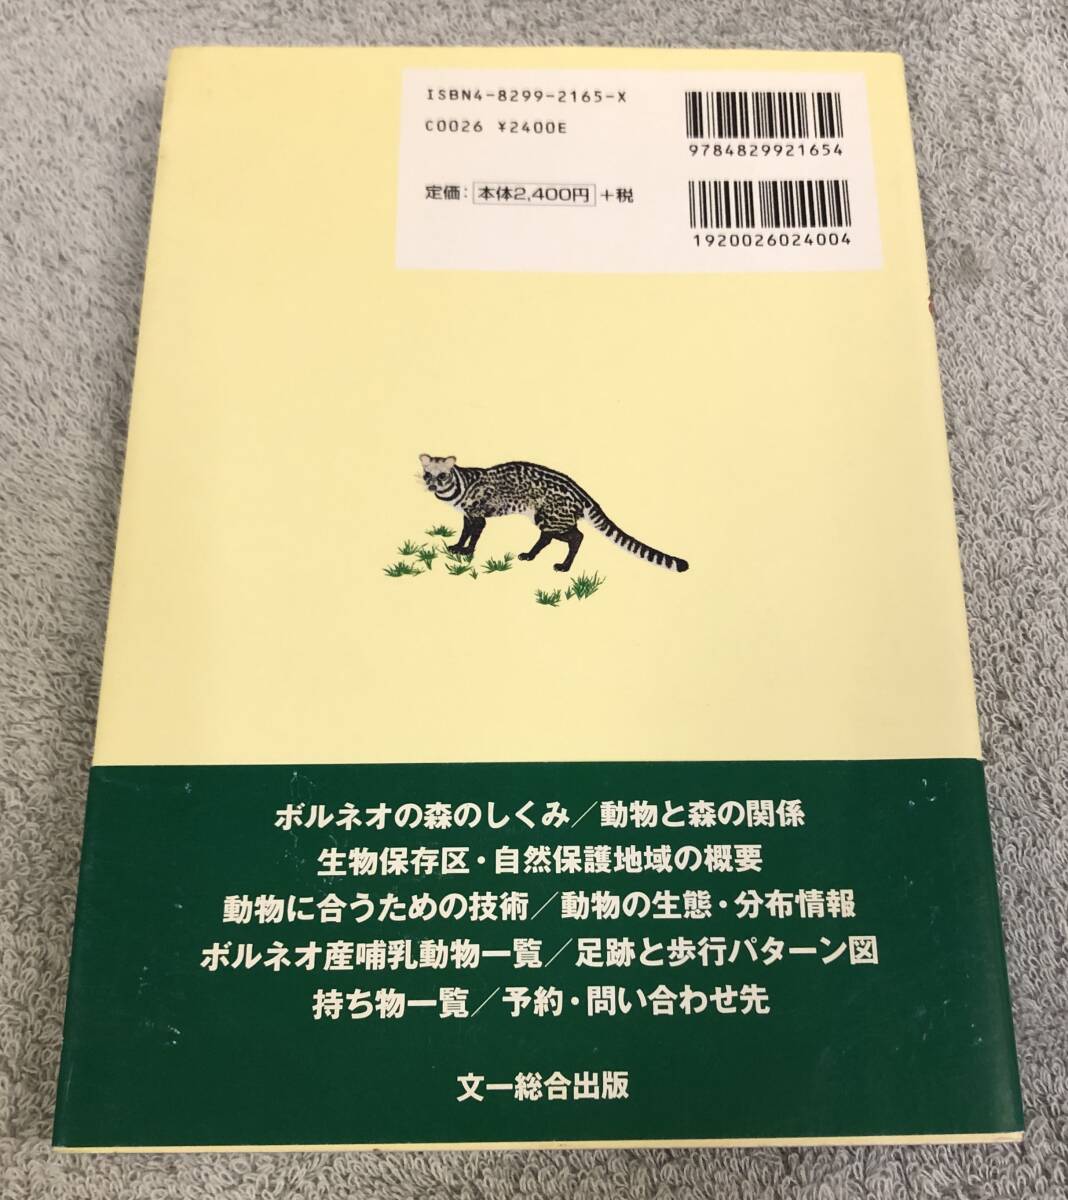 ISBN4-8299-2165-X
C0026 ¥2400E
定価: 本体2,400円 +税
9784829921654
1920026024004
ボルネオの森のしくみ／動物と森の関係
生物保存区・自然保護地域の概要
動物に合うための技術／動物の生態・分布情報
ボルネオ産哺乳動物一覧／足跡と歩行パターン図
持ち物一覧／予約・問い合わせ先
文一総合出版